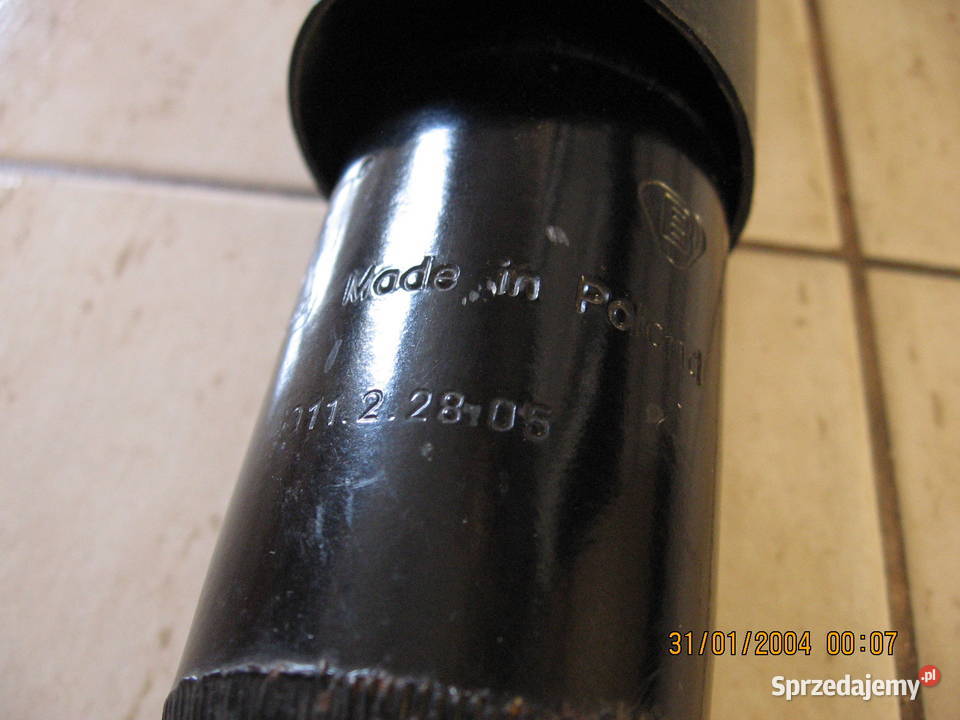 Made in Poland
011.2.28.05
31/01/2004 00:07
Sprzedajemy.pl